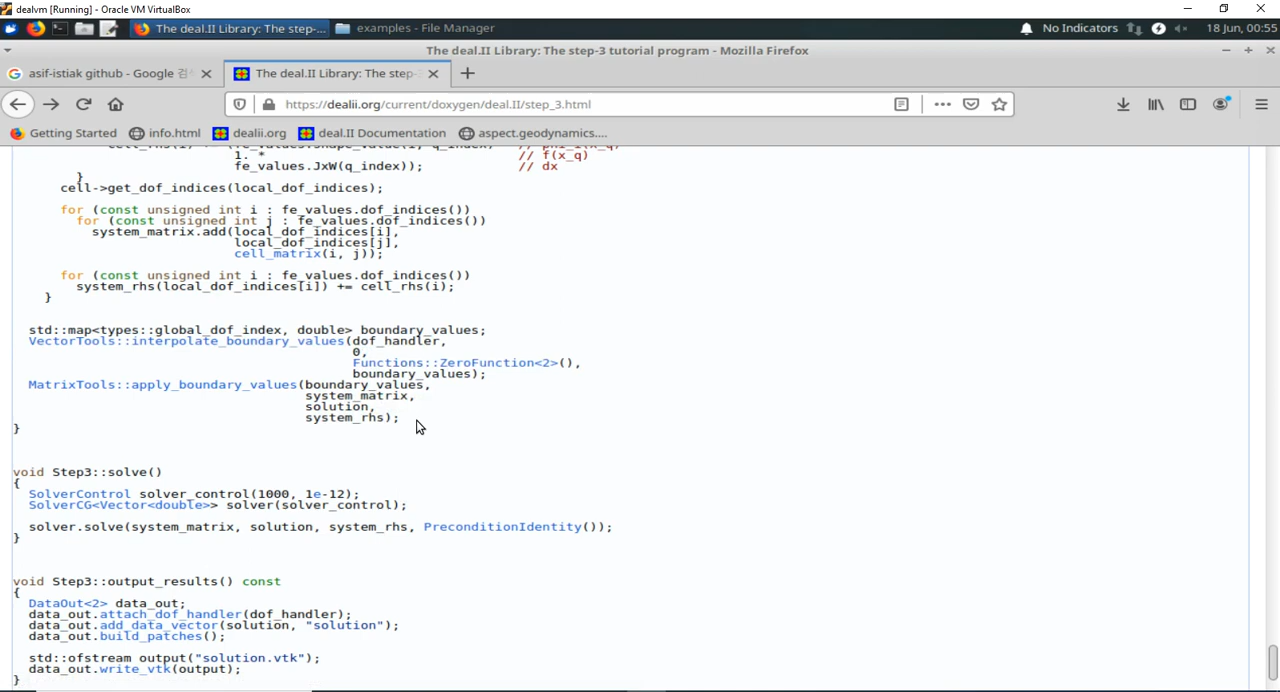 dealvm [Running] - Oracle VM VirtualBox
The deal.II Library: The step-... examples - File Manager No Indicators 18 Jun, 00:55
The deal.II Library: The step-3 tutorial program - Mozilla Firefox
asif-istiak github - Google 검 The deal.II Library: The step-
https://dealii.org/current/doxygen/deal.II/step_3.html
Getting Started info.html dealii.org deal.II Documentation aspect.geodynamics....
1. * // f(x_q)
fe_values.JxW(q_index)); // dx
}
cell->get_dof_indices(local_dof_indices);
for (const unsigned int i : fe_values.dof_indices())
for (const unsigned int j : fe_values.dof_indices())
system_matrix.add(local_dof_indices[i],
local_dof_indices[j],
cell_matrix(i, j));
for (const unsigned int i : fe_values.dof_indices())
system_rhs(local_dof_indices[i]) += cell_rhs(i);
}
std::map<types::global_dof_index, double> boundary_values;
VectorTools::interpolate_boundary_values(dof_handler,
0,
Functions::ZeroFunction<2>(),
boundary_values);
MatrixTools::apply_boundary_values(boundary_values,
system_matrix,
solution,
system_rhs);
}
void Step3::solve()
{
SolverControl solver_control(1000, 1e-12);
SolverCG<Vector<double>> solver(solver_control);
solver.solve(system_matrix, solution, system_rhs, PreconditionIdentity());
}
void Step3::output_results() const
{
DataOut<2> data_out;
data_out.attach_dof_handler(dof_handler);
data_out.add_data_vector(solution, "solution");
data_out.build_patches();
std::ofstream output("solution.vtk");
data_out.write_vtk(output);
}